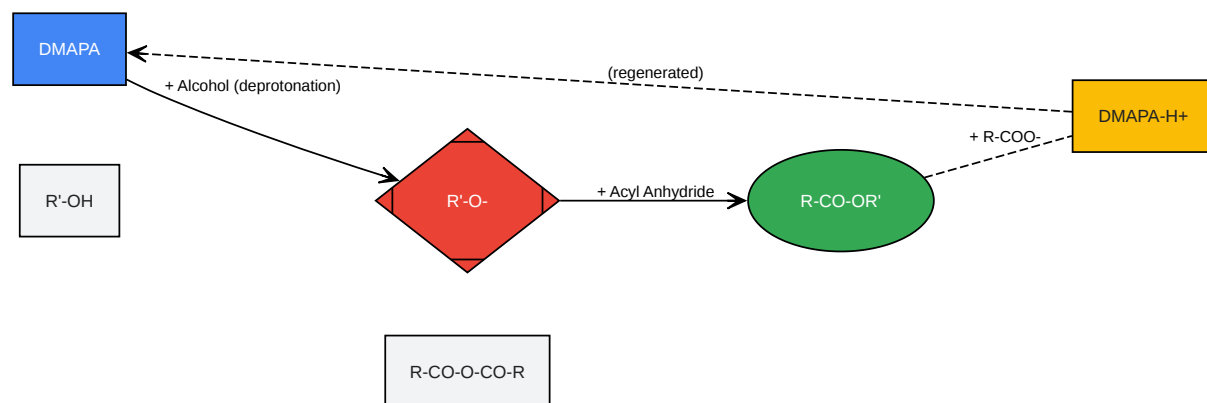 DMAPA
(regenerated)
+ Alcohol (deprotonation)
DMAPA-H+
+ R-COO-
R'-OH
R'-O-
+ Acyl Anhydride
R-CO-OR'
R-CO-O-CO-R